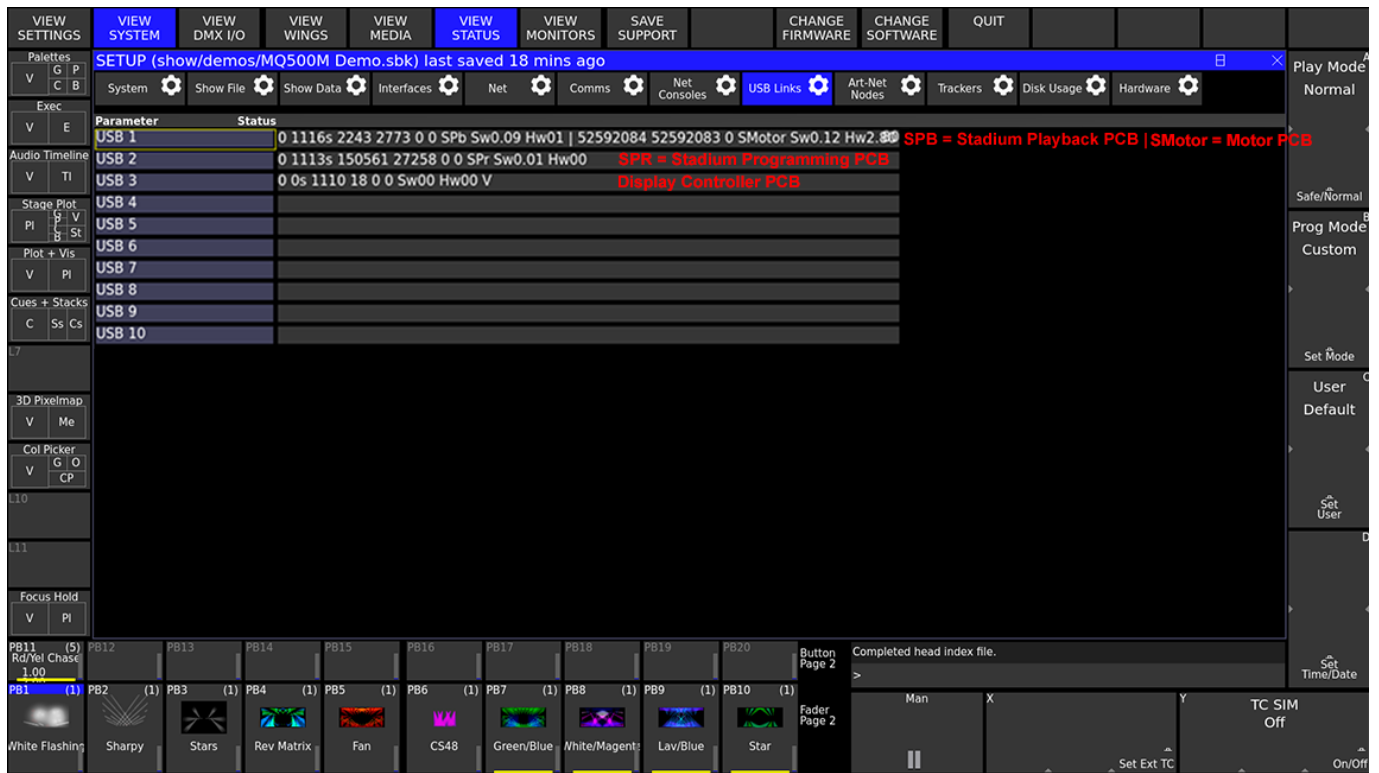 VIEW SETTINGS VIEW SYSTEM VIEW DMX I/O VIEW WINGS VIEW MEDIA VIEW STATUS VIEW MONITORS SAVE SUPPORT CHANGE FIRMWARE CHANGE SOFTWARE QUIT
SETUP (show/demos/MQ500M Demo.sbk) last saved 18 mins ago
System Show File Show Data Interfaces Net Comms Net Consoles USB Links Art-Net Nodes Trackers Disk Usage Hardware
Parameter Status
USB 1 0 1116s 2243 2773 0 0 SPb Sw0.09 Hw01 | 52592084 52592083 0 SMotor Sw0.12 SPB = Stadium Playback PCB | SMotor = Motor PCB
USB 2 0 1113s 150561 27258 0 0 SPr Sw0.01 Hw00 SPR = Stadium Programming PCB
USB 3 0 0s 1110 18 0 0 Sw00 Hw00 V Display Controller PCB
USB 4
USB 5
USB 6
USB 7
USB 8
USB 9
USB 10
Palettes
V G P C B
Exec
V E
Audio Timeline
V TI
Stage Plot
PI V St
Plot + Vis
V PI
Cues + Stacks
C Ss Cs
L7
3D Pixelmap
V Me
Col Picker
V G O CP
L10
L11
Focus Hold
V PI
A
Play Mode
Normal
Safe/Normal
B
Prog Mode
Custom
Set Mode
C
User
Default
Set
User
D
Set
Time/Date
PB11 (5) PB12 PB13 PB14 PB15 PB16 PB17 PB18 PB19 PB20
Rd/Yel Chase
1.00
Button
Page 2
Completed head index file.
>
PB1 (1) PB2 (1) PB3 (1) PB4 (1) PB5 (1) PB6 (1) PB7 (1) PB8 (1) PB9 (1) PB10 (1)
Fader
Page 2
White Flashing Sharpy Stars Rev Matrix Fan CS48 Green/Blue White/Magent Lav/Blue Star
Man
X
Set Ext TC
Y
TC SIM
Off
On/Off